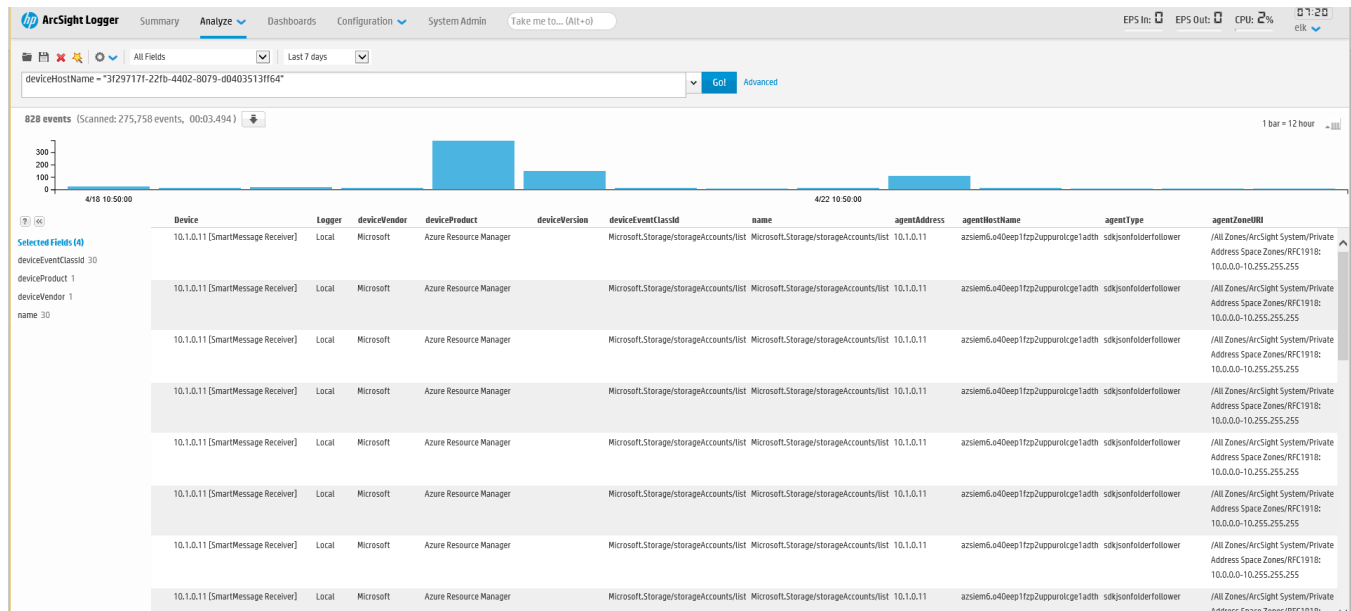 hp ArcSight Logger Summary Analyze Dashboards Configuration System Admin Take me to... (Alt+o) EPS In: 0 EPS Out: 0 CPU: 2% 07:20
elk
All Fields Last 7 days
deviceHostName = "3f29717f-22fb-4402-8079-d0403513ff64"
Go! Advanced
828 events (Scanned: 275,758 events, 00:03.494 )
1 bar = 12 hour
300
200
100
0
4/18 10:50:00 4/22 10:50:00
? «
Device Logger deviceVendor deviceProduct deviceVersion deviceEventClassId name agentAddress agentHostName agentType agentZoneURI
Selected Fields (4)
deviceEventClassId 30
deviceProduct 1
deviceVendor 1
name 30
10.1.0.11 [SmartMessage Receiver] Local Microsoft Azure Resource Manager Microsoft.Storage/storageAccounts/list Microsoft.Storage/storageAccounts/list 10.1.0.11 azsiem6.o40eep1fzp2uppurolcge1adth sdkjsonfolderfollower /All Zones/ArcSight System/Private
Address Space Zones/RFC1918:
10.0.0.0-10.255.255.255
10.1.0.11 [SmartMessage Receiver] Local Microsoft Azure Resource Manager Microsoft.Storage/storageAccounts/list Microsoft.Storage/storageAccounts/list 10.1.0.11 azsiem6.o40eep1fzp2uppurolcge1adth sdkjsonfolderfollower /All Zones/ArcSight System/Private
Address Space Zones/RFC1918:
10.0.0.0-10.255.255.255
10.1.0.11 [SmartMessage Receiver] Local Microsoft Azure Resource Manager Microsoft.Storage/storageAccounts/list Microsoft.Storage/storageAccounts/list 10.1.0.11 azsiem6.o40eep1fzp2uppurolcge1adth sdkjsonfolderfollower /All Zones/ArcSight System/Private
Address Space Zones/RFC1918:
10.0.0.0-10.255.255.255
10.1.0.11 [SmartMessage Receiver] Local Microsoft Azure Resource Manager Microsoft.Storage/storageAccounts/list Microsoft.Storage/storageAccounts/list 10.1.0.11 azsiem6.o40eep1fzp2uppurolcge1adth sdkjsonfolderfollower /All Zones/ArcSight System/Private
Address Space Zones/RFC1918:
10.0.0.0-10.255.255.255
10.1.0.11 [SmartMessage Receiver] Local Microsoft Azure Resource Manager Microsoft.Storage/storageAccounts/list Microsoft.Storage/storageAccounts/list 10.1.0.11 azsiem6.o40eep1fzp2uppurolcge1adth sdkjsonfolderfollower /All Zones/ArcSight System/Private
Address Space Zones/RFC1918:
10.0.0.0-10.255.255.255
10.1.0.11 [SmartMessage Receiver] Local Microsoft Azure Resource Manager Microsoft.Storage/storageAccounts/list Microsoft.Storage/storageAccounts/list 10.1.0.11 azsiem6.o40eep1fzp2uppurolcge1adth sdkjsonfolderfollower /All Zones/ArcSight System/Private
Address Space Zones/RFC1918:
10.0.0.0-10.255.255.255
10.1.0.11 [SmartMessage Receiver] Local Microsoft Azure Resource Manager Microsoft.Storage/storageAccounts/list Microsoft.Storage/storageAccounts/list 10.1.0.11 azsiem6.o40eep1fzp2uppurolcge1adth sdkjsonfolderfollower /All Zones/ArcSight System/Private
Address Space Zones/RFC1918:
10.0.0.0-10.255.255.255
10.1.0.11 [SmartMessage Receiver] Local Microsoft Azure Resource Manager Microsoft.Storage/storageAccounts/list Microsoft.Storage/storageAccounts/list 10.1.0.11 azsiem6.o40eep1fzp2uppurolcge1adth sdkjsonfolderfollower /All Zones/ArcSight System/Private
Address Space Zones/RFC1918: